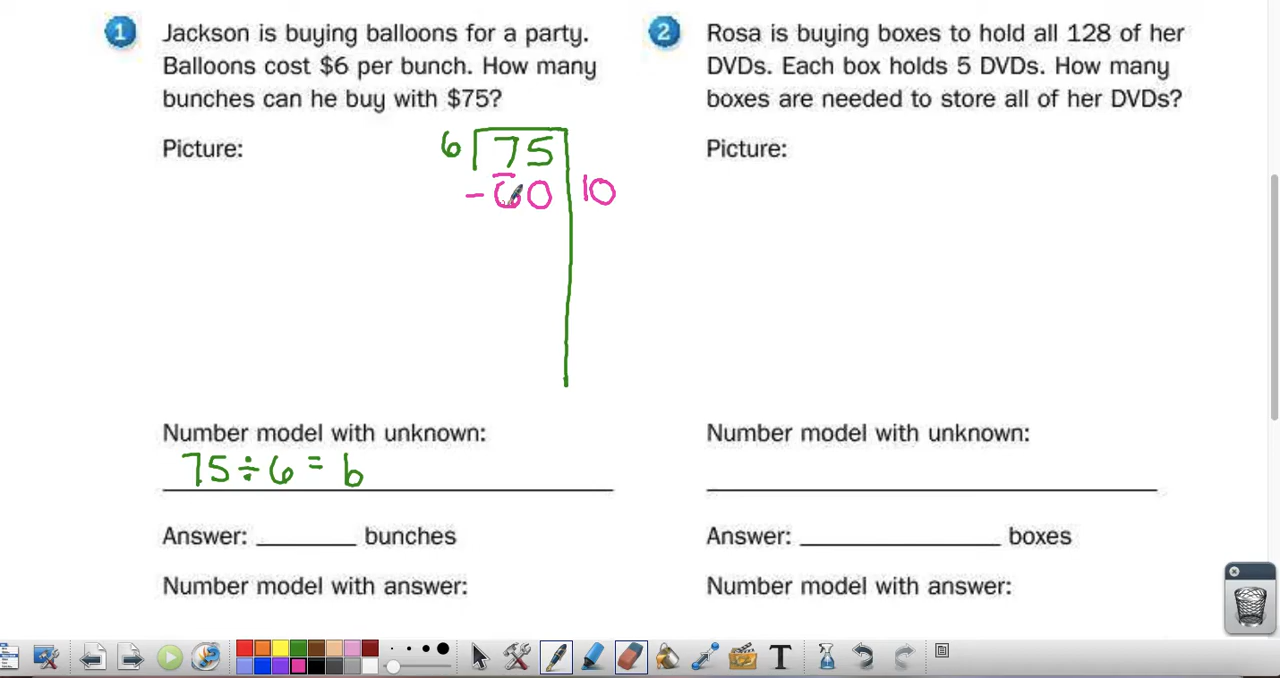 1 Jackson is buying balloons for a party.
Balloons cost $6 per bunch. How many
bunches can he buy with $75?
Picture:
6 75
- 60 10
Number model with unknown:
75 ÷ 6 = b
Answer: ________ bunches
Number model with answer:
2 Rosa is buying boxes to hold all 128 of her
DVDs. Each box holds 5 DVDs. How many
boxes are needed to store all of her DVDs?
Picture:
Number model with unknown:
Answer: ________________ boxes
Number model with answer:
T